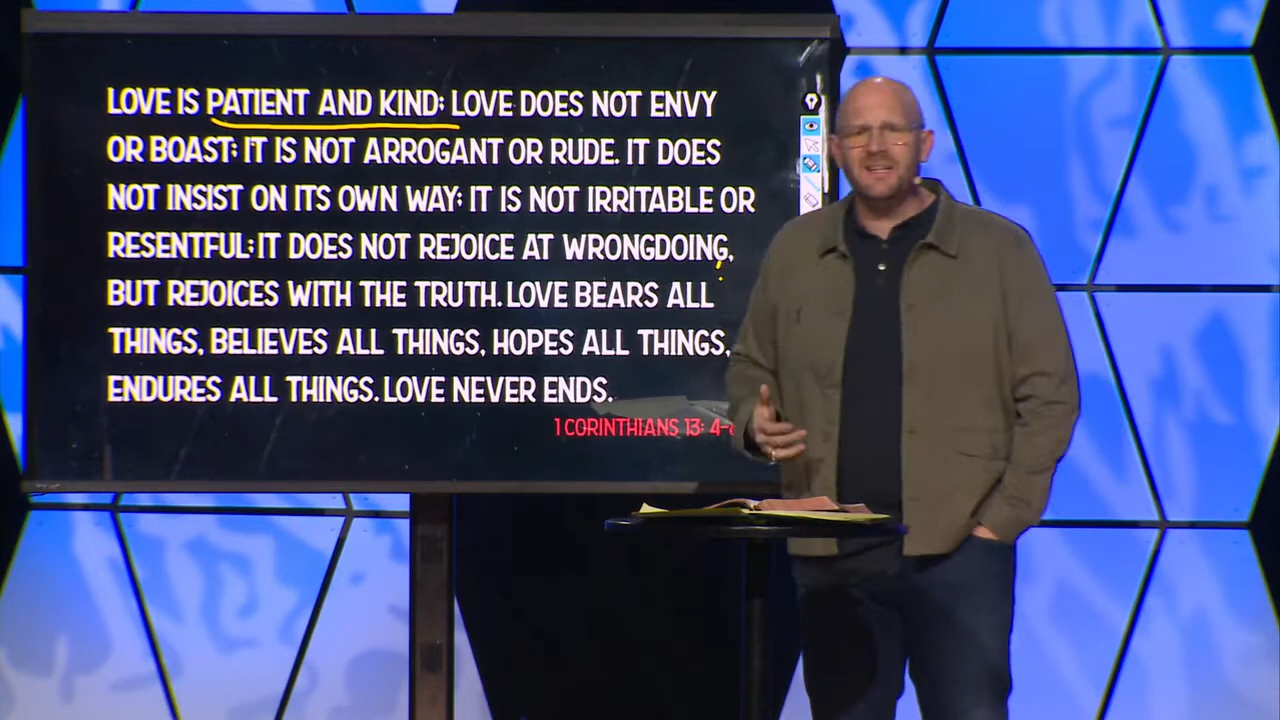 LOVE IS PATIENT AND KIND; LOVE DOES NOT ENVY
OR BOAST; IT IS NOT ARROGANT OR RUDE. IT DOES
NOT INSIST ON ITS OWN WAY; IT IS NOT IRRITABLE OR
RESENTFUL; IT DOES NOT REJOICE AT WRONGDOING,
BUT REJOICES WITH THE TRUTH. LOVE BEARS ALL
THINGS, BELIEVES ALL THINGS, HOPES ALL THINGS,
ENDURES ALL THINGS. LOVE NEVER ENDS.
1 CORINTHIANS 13: 4-